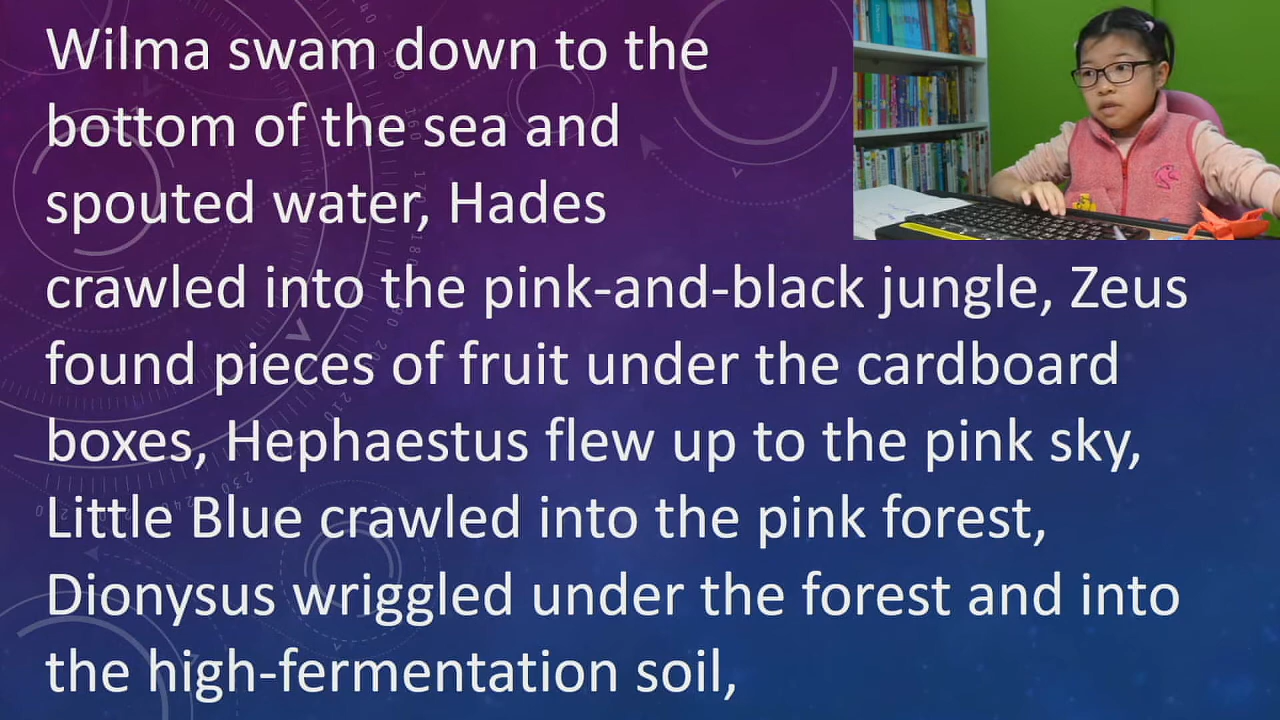 Wilma swam down to the
bottom of the sea and
spouted water, Hades
crawled into the pink-and-black jungle, Zeus
found pieces of fruit under the cardboard
boxes, Hephaestus flew up to the pink sky,
Little Blue crawled into the pink forest,
Dionysus wriggled under the forest and into
the high-fermentation soil,